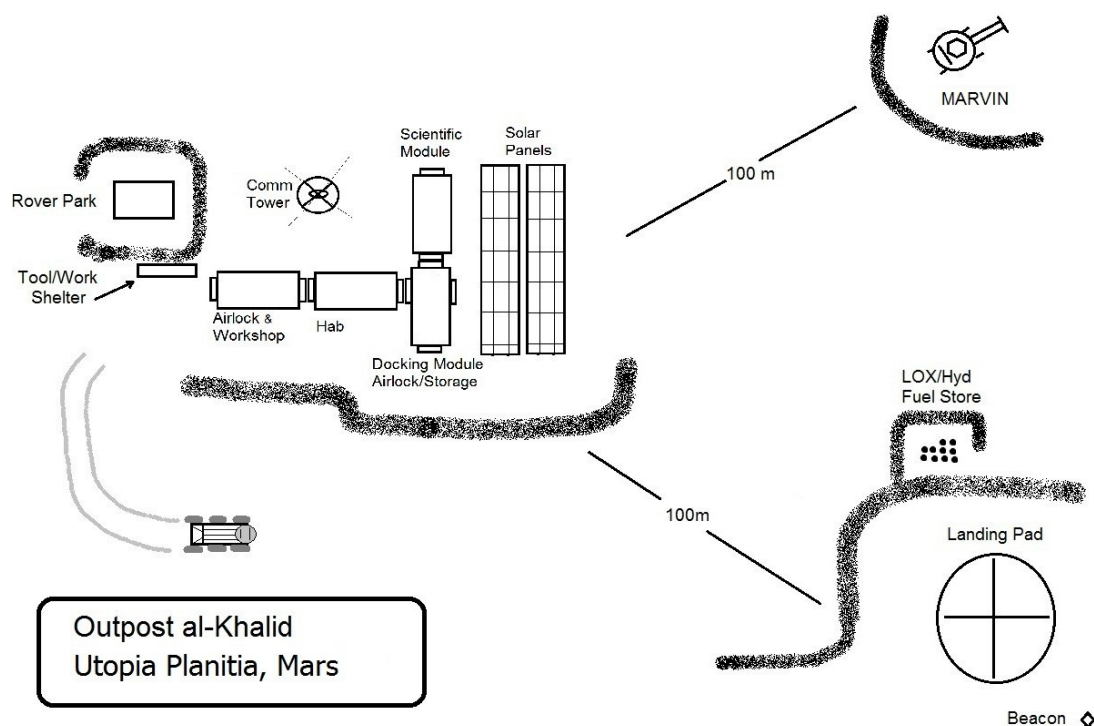 MARVIN
100 m
Scientific
Module
Solar
Panels
Comm
Tower
Rover Park
Tool/Work
Shelter
Airlock &
Workshop
Hab
Docking Module
Airlock/Storage
LOX/Hyd
Fuel Store
100m
Landing Pad
Outpost al-Khalid
Utopia Planitia, Mars
Beacon